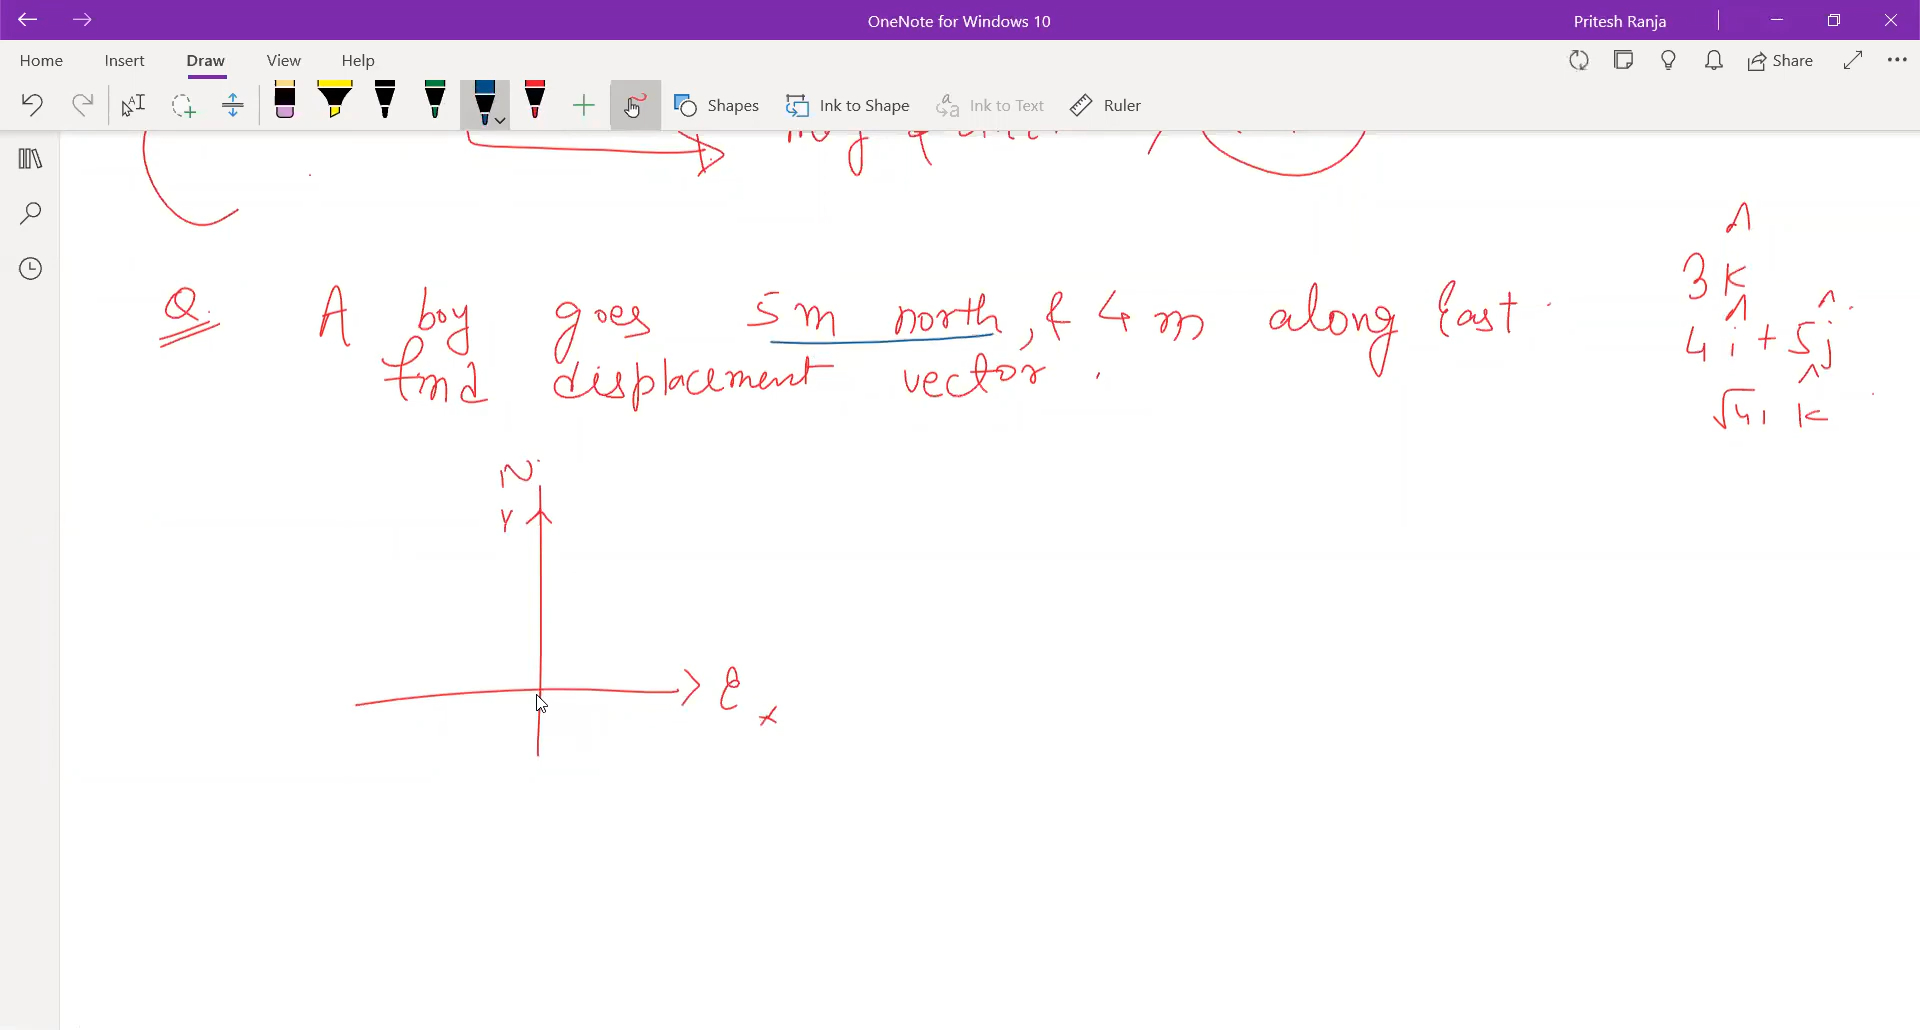 OneNote for Windows 10
Pritesh Ranja
Home Insert Draw View Help
Share
Shapes Ink to Shape Ink to Text Ruler
Q. A boy goes 5m north, & 4 m along East.
find displacement vector.
3 k̂
4 î + 5 ĵ
√41 k̂
N
Y
E
x